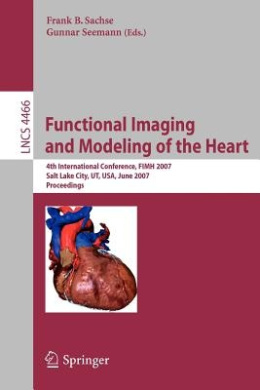 Frank B. Sachse
Gunnar Seemann (Eds.)
LNCS 4466
Functional Imaging
and Modeling of the Heart
4th International Conference, FIMH 2007
Salt Lake City, UT, USA, June 2007
Proceedings
Springer